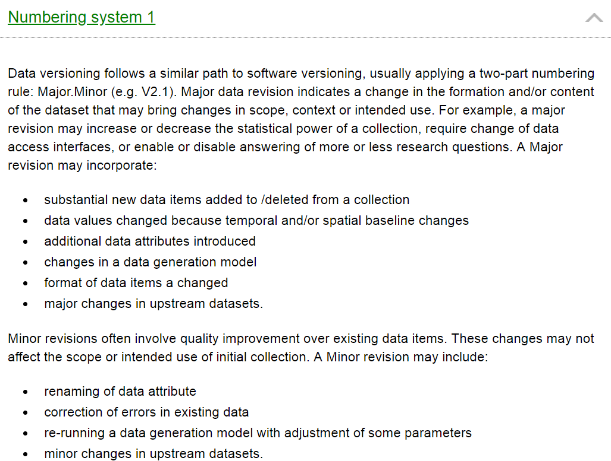 Numbering system 1
Data versioning follows a similar path to software versioning, usually applying a two-part numbering
rule: Major.Minor (e.g. V2.1). Major data revision indicates a change in the formation and/or content
of the dataset that may bring changes in scope, context or intended use. For example, a major
revision may increase or decrease the statistical power of a collection, require change of data
access interfaces, or enable or disable answering of more or less research questions. A Major
revision may incorporate:
• substantial new data items added to /deleted from a collection
• data values changed because temporal and/or spatial baseline changes
• additional data attributes introduced
• changes in a data generation model
• format of data items a changed
• major changes in upstream datasets.
Minor revisions often involve quality improvement over existing data items. These changes may not
affect the scope or intended use of initial collection. A Minor revision may include:
• renaming of data attribute
• correction of errors in existing data
• re-running a data generation model with adjustment of some parameters
• minor changes in upstream datasets.